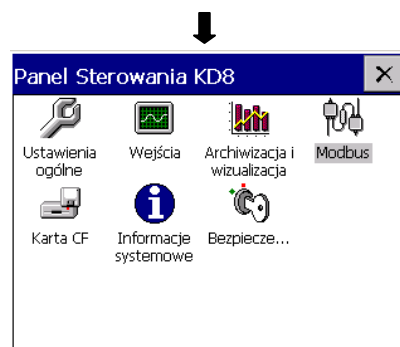 Panel Sterowania KD8
Ustawienia
ogólne
Wejścia
Archiwizacja i
wizualizacja
Modbus
Karta CF
Informacje
systemowe
Bezpiecze...